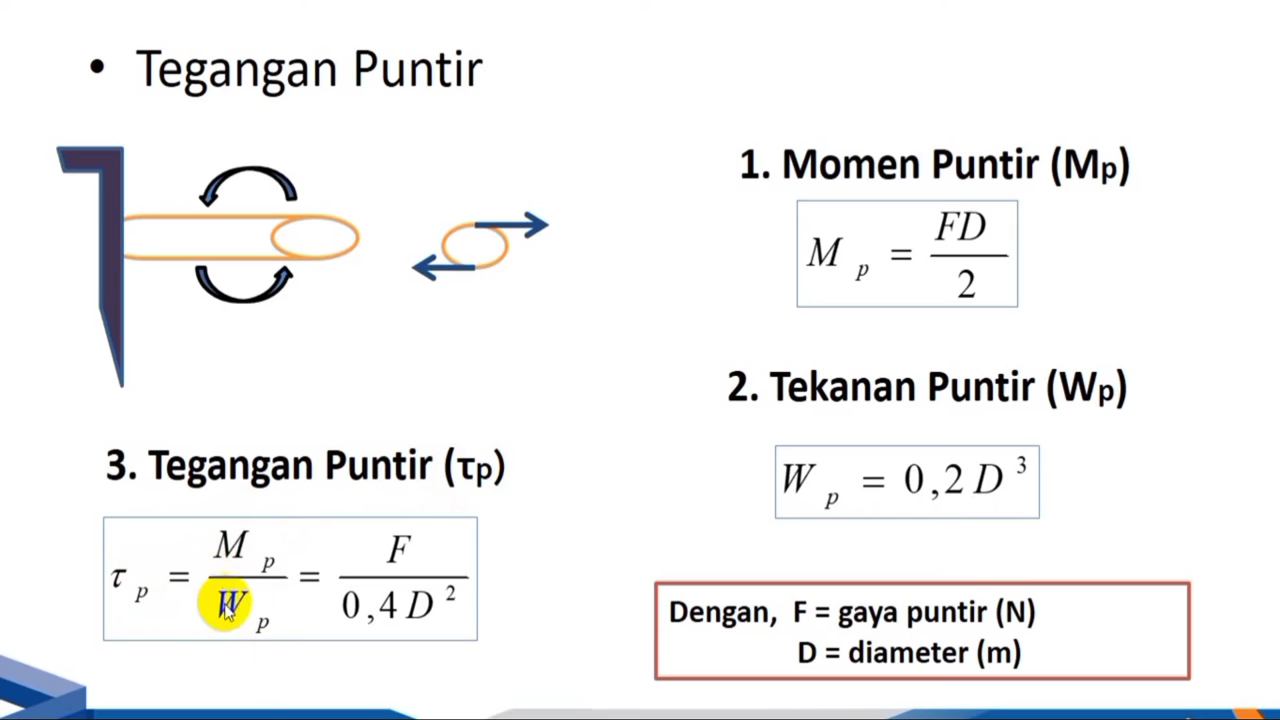 • Tegangan Puntir
1. Momen Puntir (Mp)
M p = FD / 2
2. Tekanan Puntir (Wp)
W p = 0,2 D ³
3. Tegangan Puntir (τp)
τ p = M p / W p = F / 0,4 D ²
Dengan, F = gaya puntir (N)
D = diameter (m)